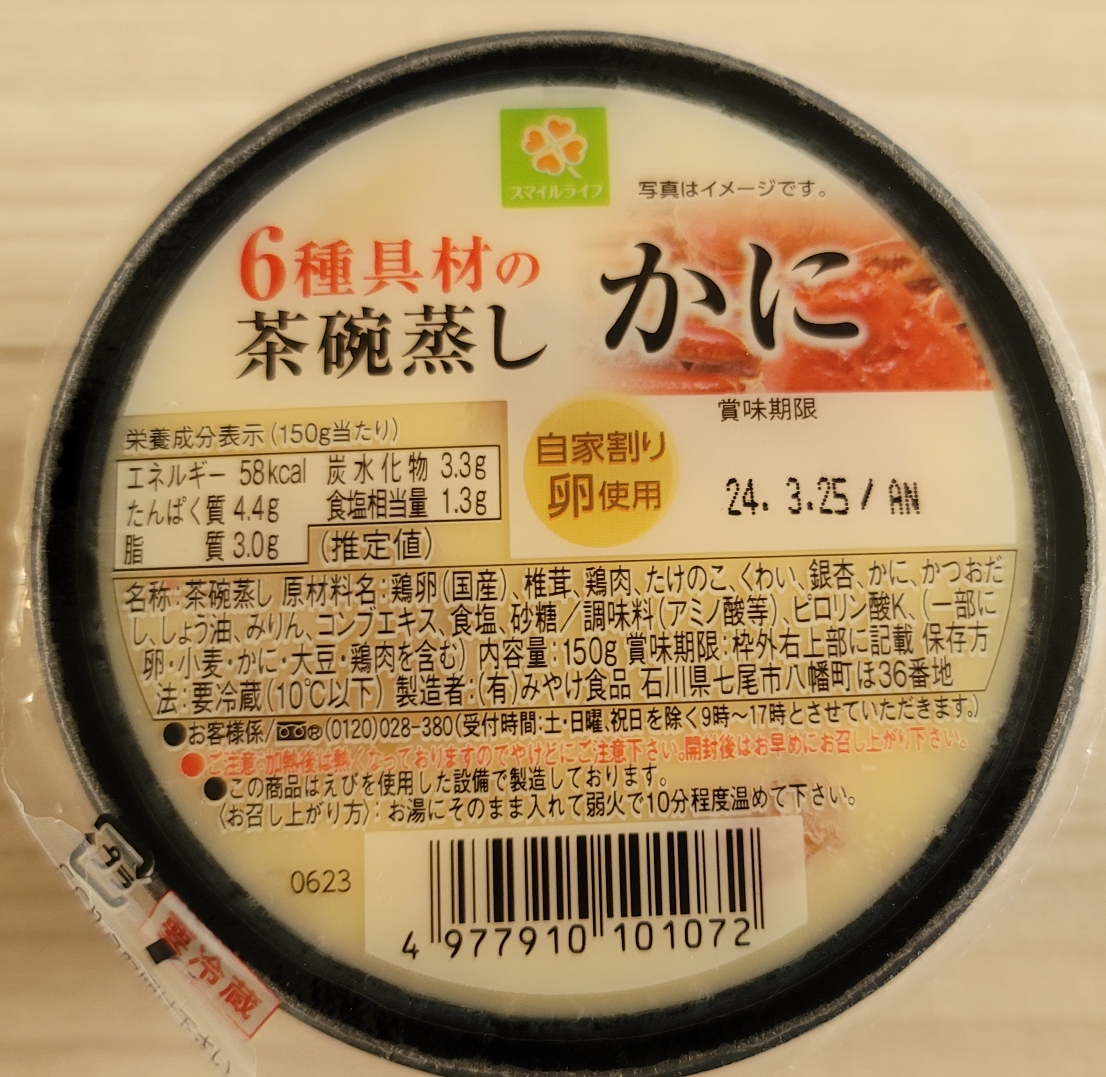 スマイルライフ
写真はイメージです。
6種具材の
茶碗蒸し
かに
栄養成分表示(150g当たり)
エネルギー 58kcal 炭水化物 3.3g
たんぱく質 4.4g 食塩相当量 1.3g
脂質 3.0g (推定値)
自家割り
卵使用
賞味期限
24. 3.25 / AN
名称:茶碗蒸し 原材料名:鶏卵(国産)、椎茸、鶏肉、たけのこ、くわい、銀杏、かに、かつおだ
し、しょう油、みりん、コンブエキス、食塩、砂糖/調味料(アミノ酸等)、ピロリン酸K、(一部に
卵・小麦・かに・大豆・鶏肉を含む) 内容量:150g 賞味期限:枠外右上部に記載 保存方
法:要冷蔵(10℃以下) 製造者:(有)みやけ食品 石川県七尾市八幡町ほ36番地
●お客様係/®(0120)028-380(受付時間:土・日曜、祝日を除く9時~17時とさせていただきます。)
●ご注意:加熱後は熱くなっておりますのでやけどにご注意下さい。開封後はお早めにお召し上がり下さい。
●この商品はえびを使用した設備で製造しております。
〈お召し上がり方〉:お湯にそのまま入れて弱火で10分程度温めて下さい。
0623
4 977910 101072
プラ
要冷蔵